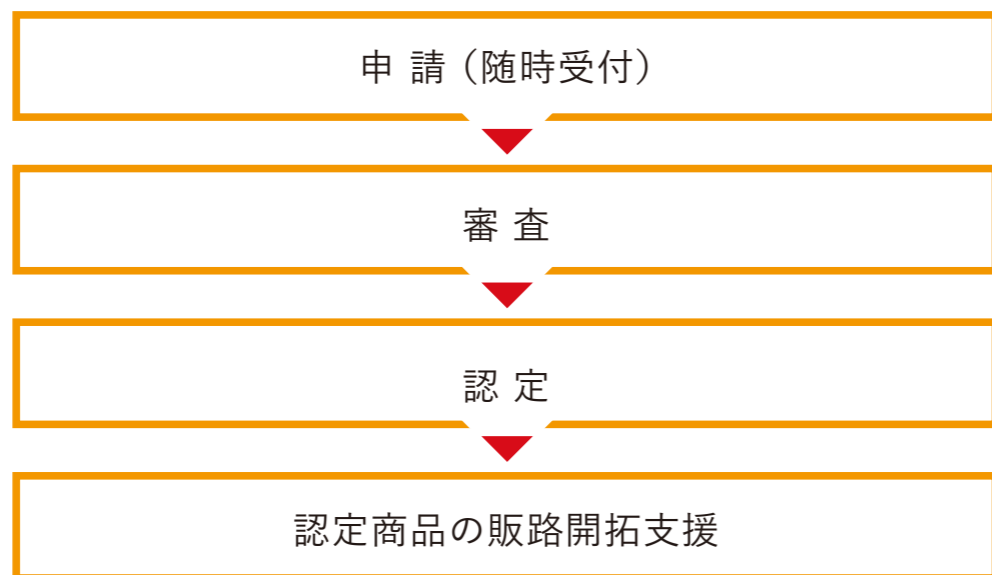 申 請（随時受付）
審 査
認 定
認定商品の販路開拓支援